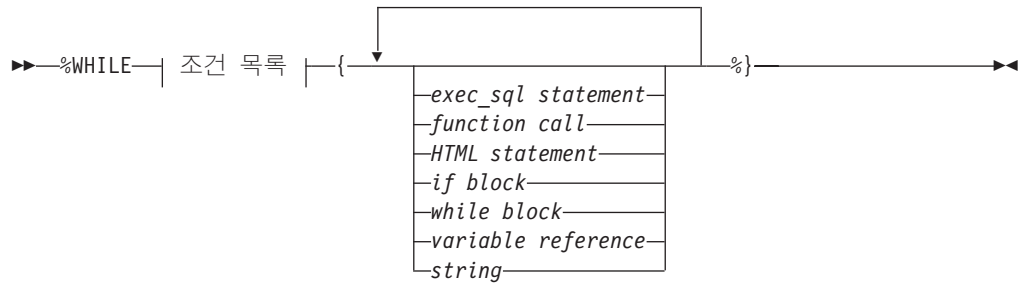 %WHILE 조건 목록 { %}
exec_sql statement
function call
HTML statement
if block
while block
variable reference
string